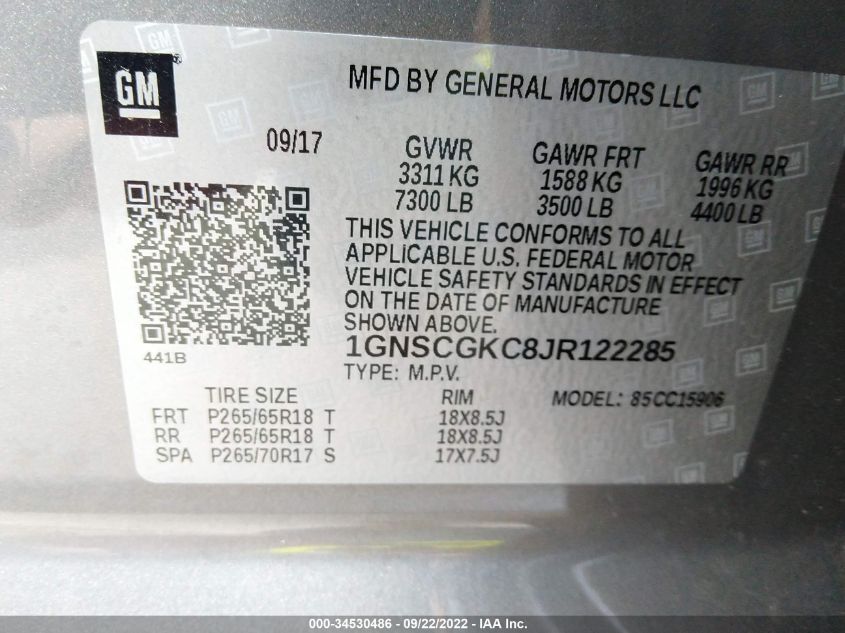 GM
MFD BY GENERAL MOTORS LLC
09/17 GVWR GAWR FRT GAWR RR
3311 KG 1588 KG 1996 KG
7300 LB 3500 LB 4400 LB
THIS VEHICLE CONFORMS TO ALL
APPLICABLE U.S. FEDERAL MOTOR
VEHICLE SAFETY STANDARDS IN EFFECT
ON THE DATE OF MANUFACTURE
SHOWN ABOVE.
441B 1GNSCGKC8JR122285
TYPE: M.P.V.
TIRE SIZE RIM MODEL: 85CC15906
FRT P265/65R18 T 18X8.5J
RR P265/65R18 T 18X8.5J
SPA P265/70R17 S 17X7.5J
000-34530486 - 09/22/2022 - IAA Inc.